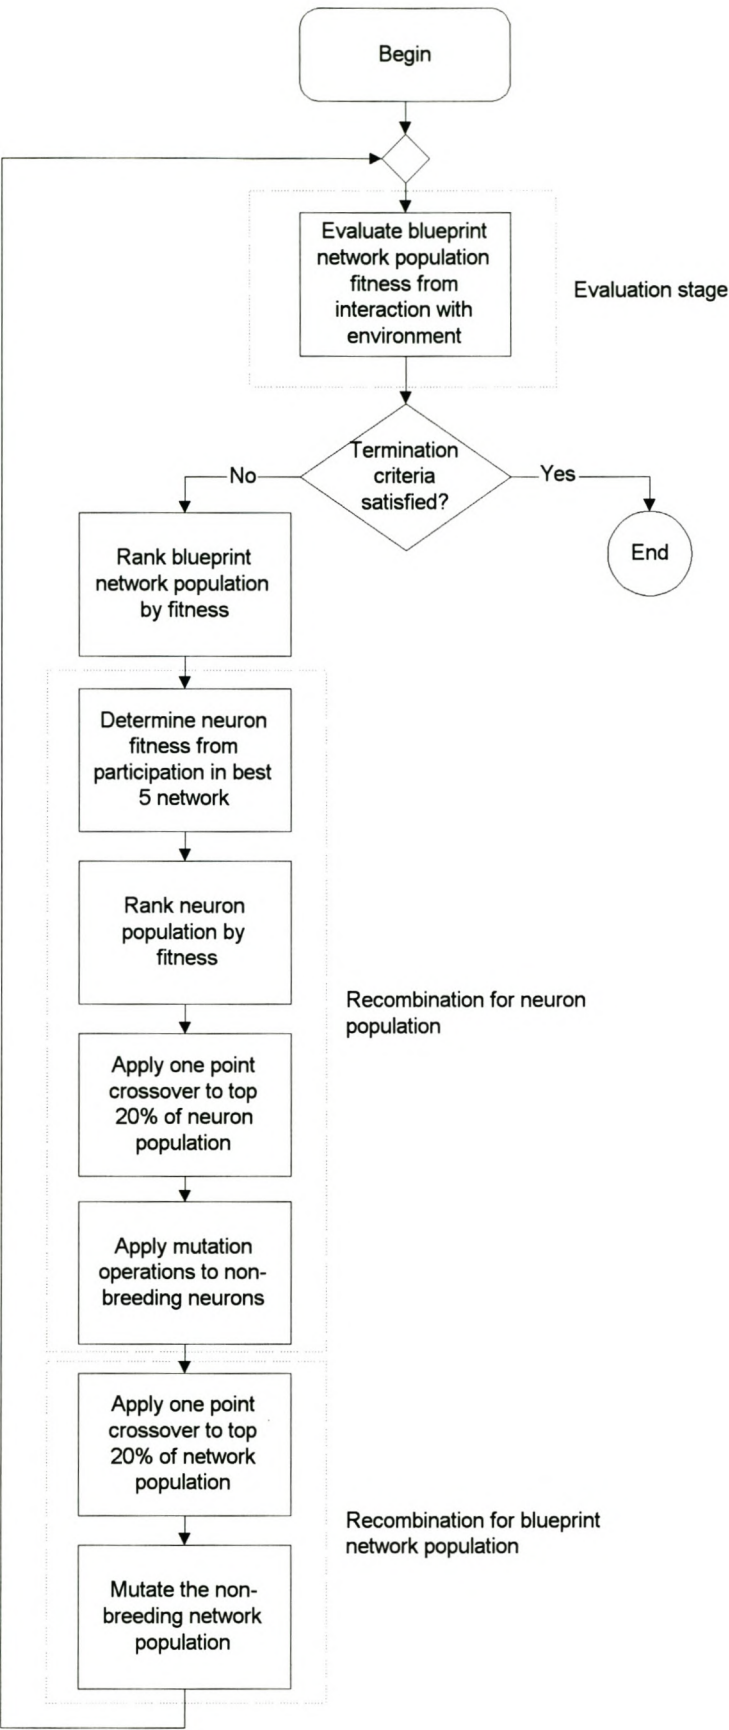 Begin
Evaluate blueprint
network population
fitness from
interaction with
environment
Evaluation stage
Termination
criteria
satisfied?
No
Yes
End
Rank blueprint
network population
by fitness
Determine neuron
fitness from
participation in best
5 network
Rank neuron
population by
fitness
Recombination for neuron
population
Apply one point
crossover to top
20% of neuron
population
Apply mutation
operations to non-
breeding neurons
Apply one point
crossover to top
20% of network
population
Recombination for blueprint
network population
Mutate the non-
breeding network
population